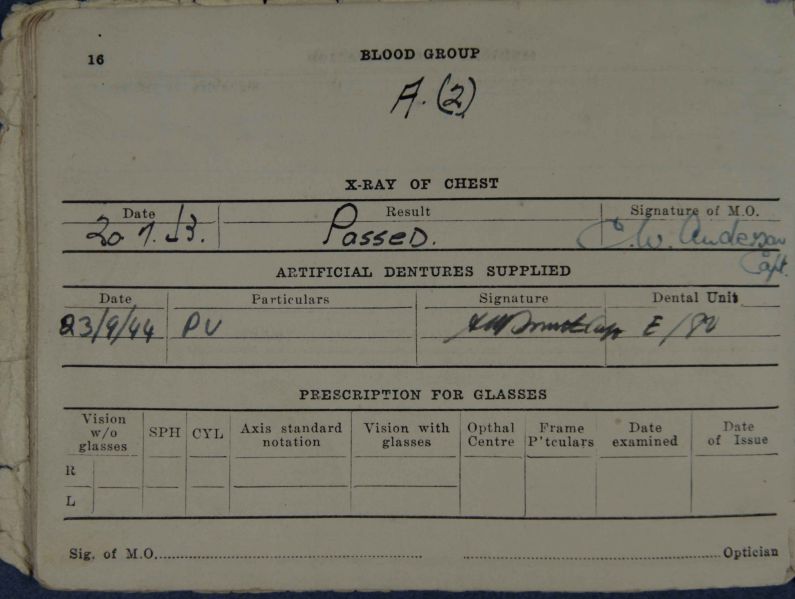 16
BLOOD GROUP
A. (2)
X-RAY OF CHEST
Date Result Signature of M.O.
20 7. 43. Passed. C.W. Anderson
Capt.
ARTIFICIAL DENTURES SUPPLIED
Date Particulars Signature Dental Unit
23/9/44 PV E/
PRESCRIPTION FOR GLASSES
Vision w/o glasses SPH CYL Axis standard notation Vision with glasses Opthal Centre Frame P'tculars Date examined Date of Issue
R
L
Sig. of M.O. Optician